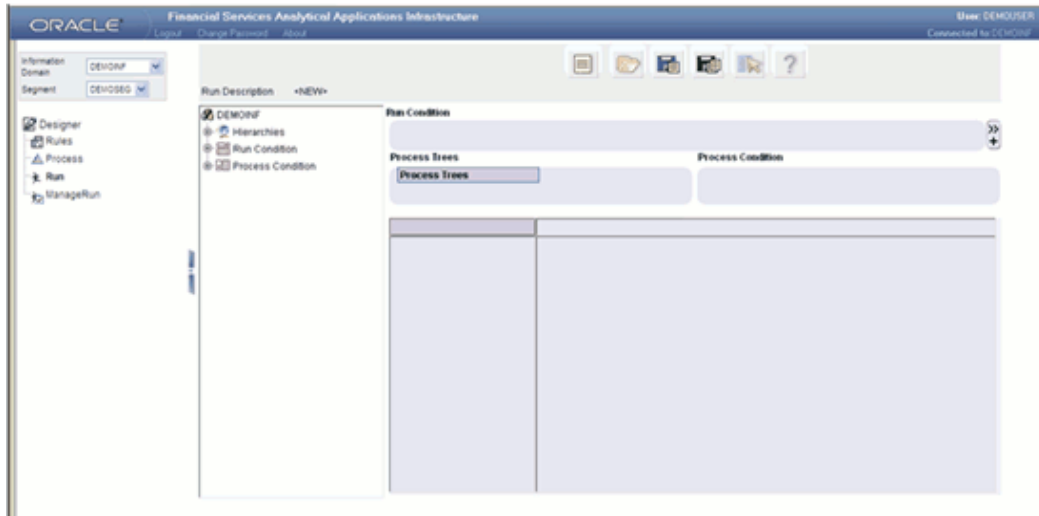 ORACLE
Financial Services Analytical Applications Infrastructure
User: DEMOUSER
Logout Change Password About
Connected to: DEMOINF
Information Domain DEMOINF
Segment DEMOSEG
Run Description <NEW>
Designer
Rules
Process
Run
ManageRun
DEMOINF
Hierarchies
Run Condition
Process Condition
Run Condition
Process Trees
Process Condition
Process Trees